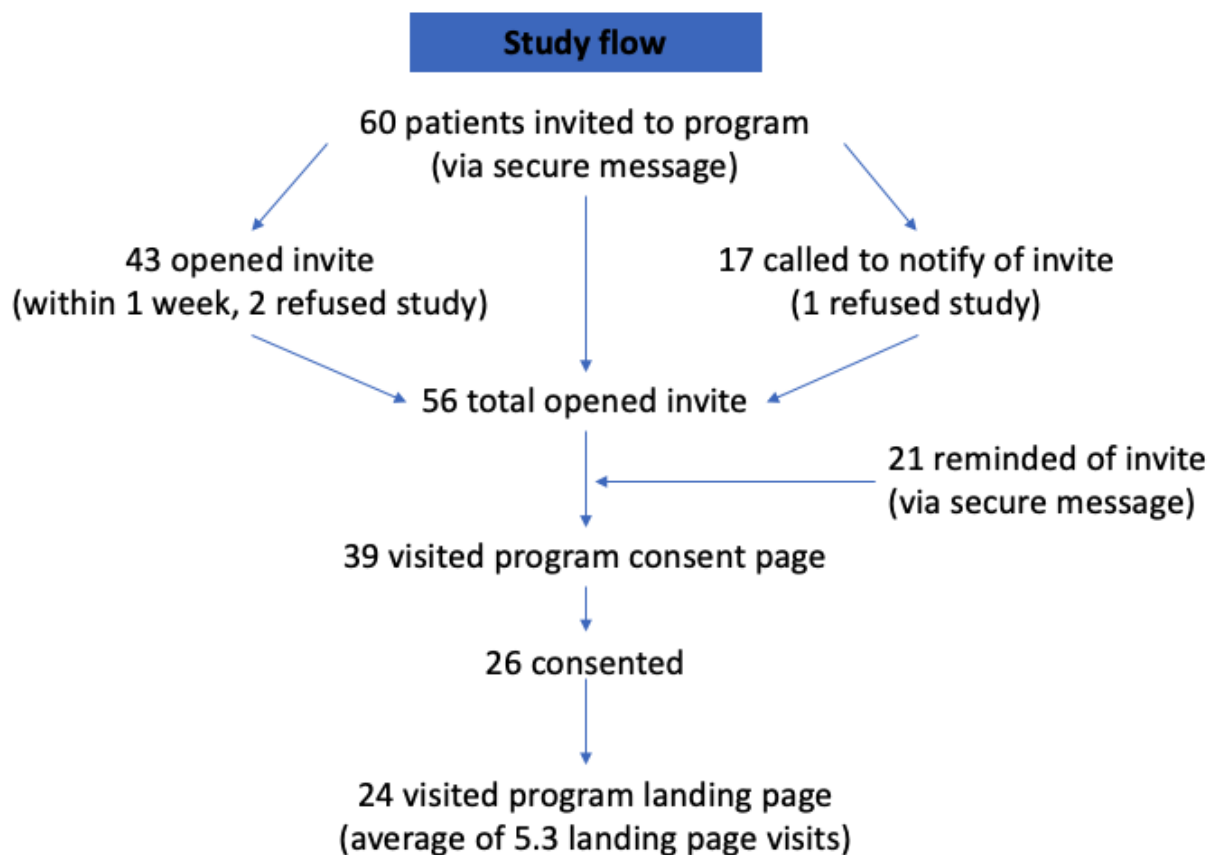 Study flow
60 patients invited to program
(via secure message)
43 opened invite
(within 1 week, 2 refused study)
17 called to notify of invite
(1 refused study)
56 total opened invite
21 reminded of invite
(via secure message)
39 visited program consent page
26 consented
24 visited program landing page
(average of 5.3 landing page visits)